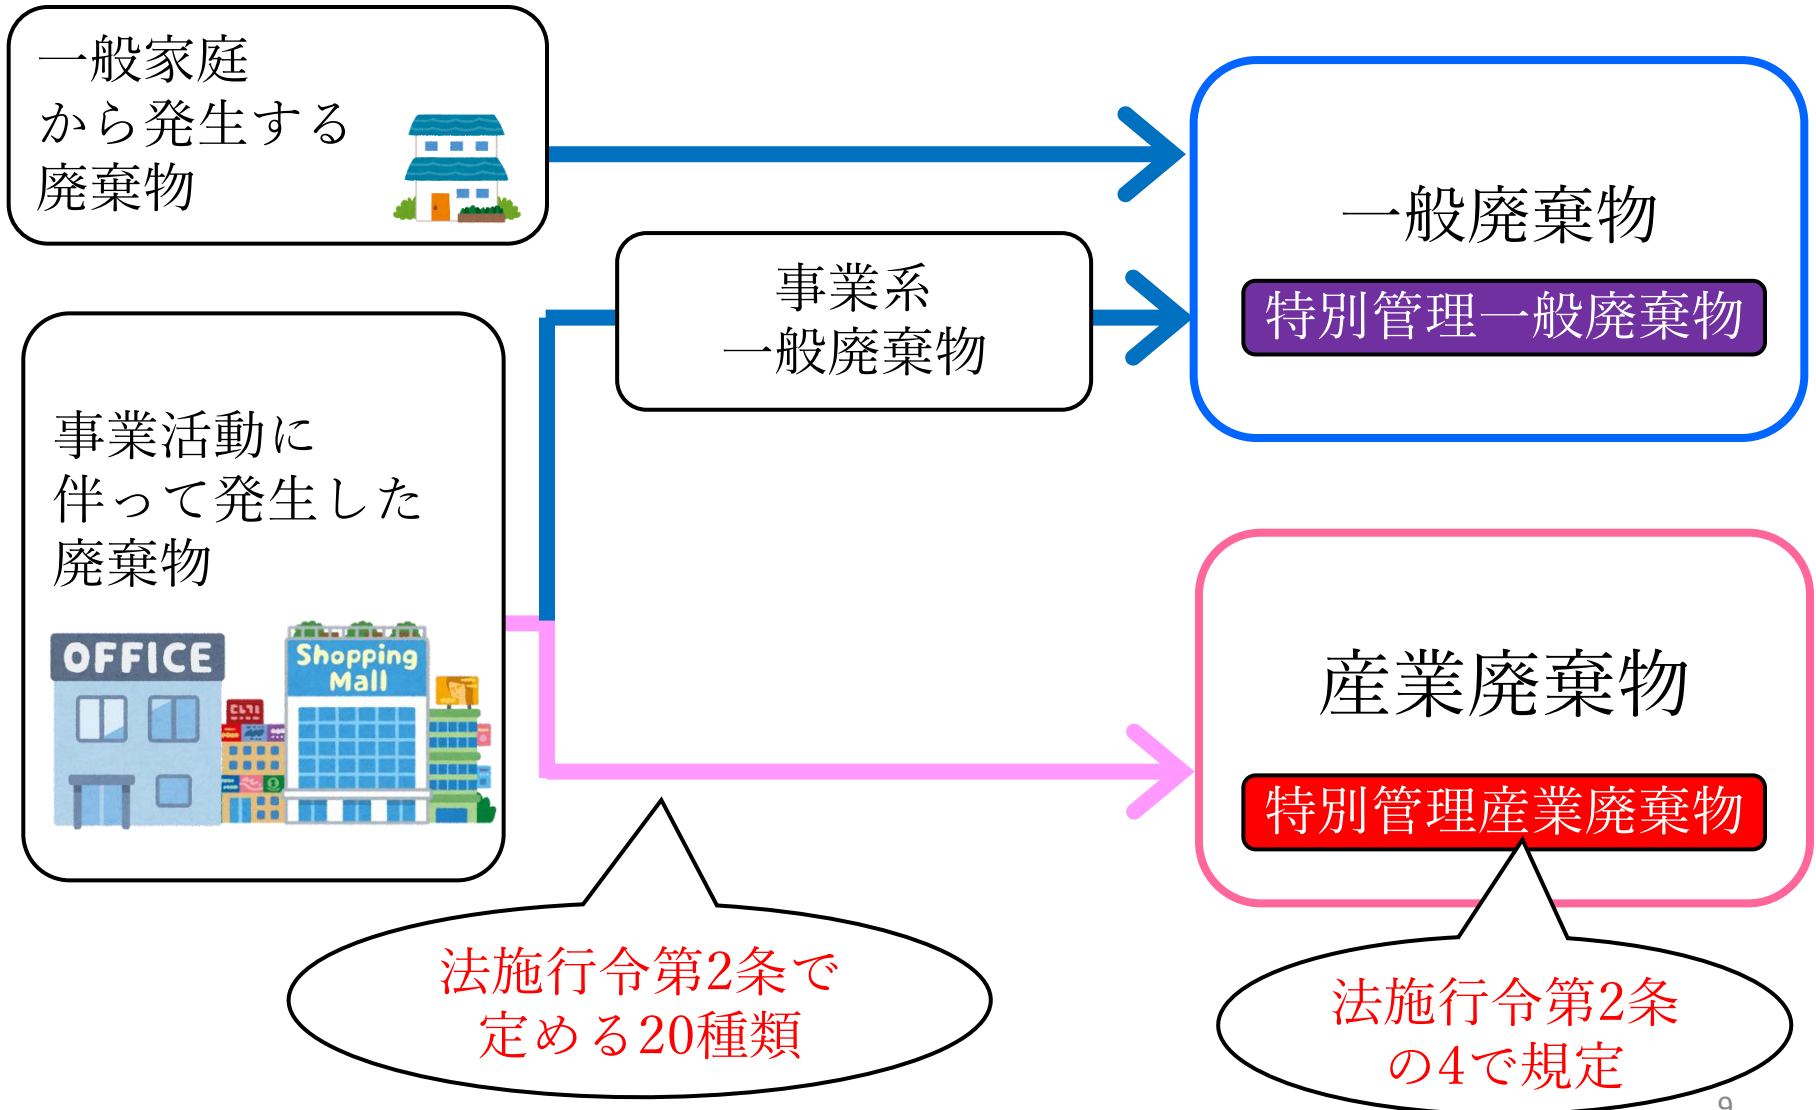 一般家庭
から発生する
廃棄物
一般廃棄物
特別管理一般廃棄物
事業系
一般廃棄物
事業活動に
伴って発生した
廃棄物
OFFICE
Shopping
Mall
産業廃棄物
特別管理産業廃棄物
法施行令第2条で
定める20種類
法施行令第2条
の4で規定
9